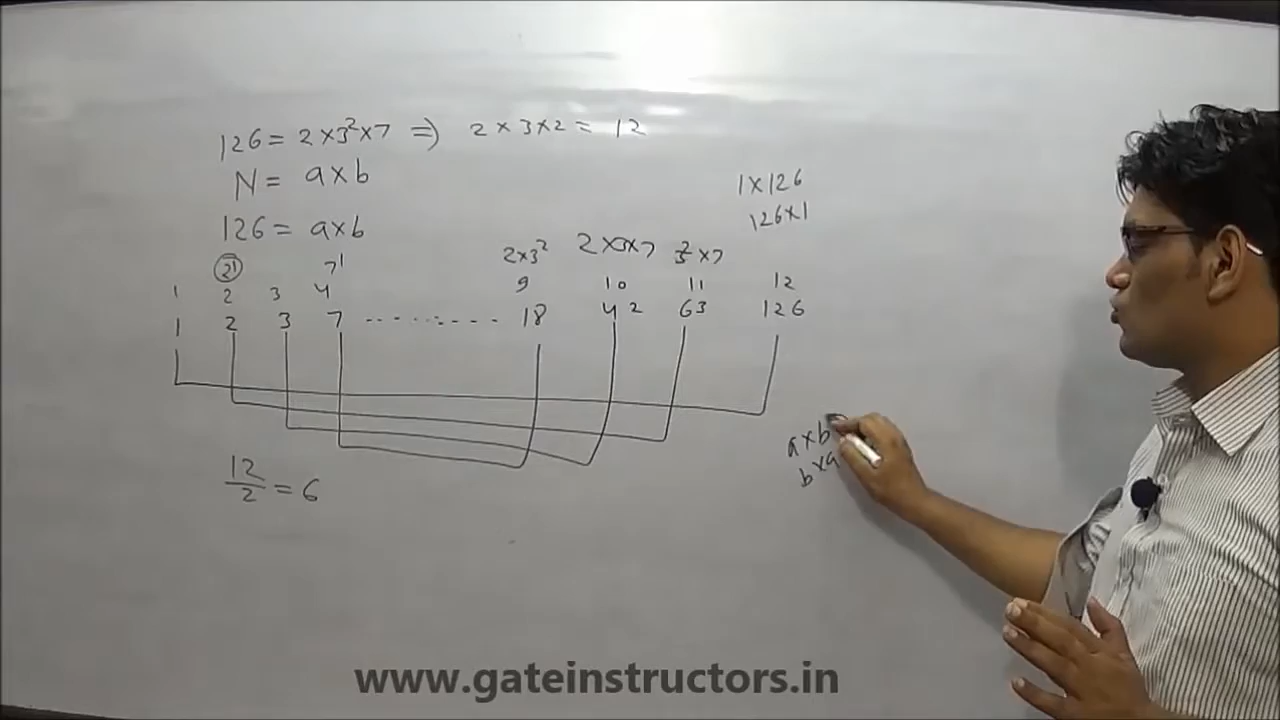 126 = 2×3²×7 ⇒ 2×3×2 = 12
N = a×b
1×126
126×1
126 = a×b
2¹ 7¹ 2×3² 2×3×7 3²×7
1 2 3 4 9 10 11 12
1 2 3 7 --------- 18 42 63 126
a×b
b×a
12/2 = 6
www.gateinstructors.in